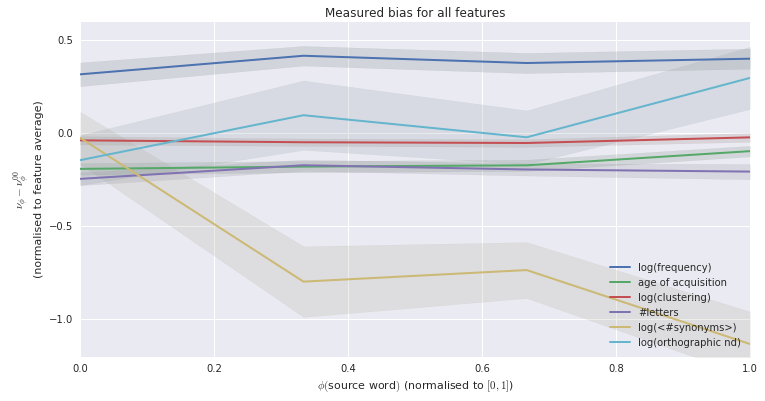 Measured bias for all features
0.5
0.0
−0.5
−1.0
0.0 0.2 0.4 0.6 0.8 1.0
ν_φ − ν_φ^00
(normalised to feature average)
φ(source word) (normalised to [0, 1])
log(frequency)
age of acquisition
log(clustering)
#letters
log(<#synonyms>)
log(orthographic nd)